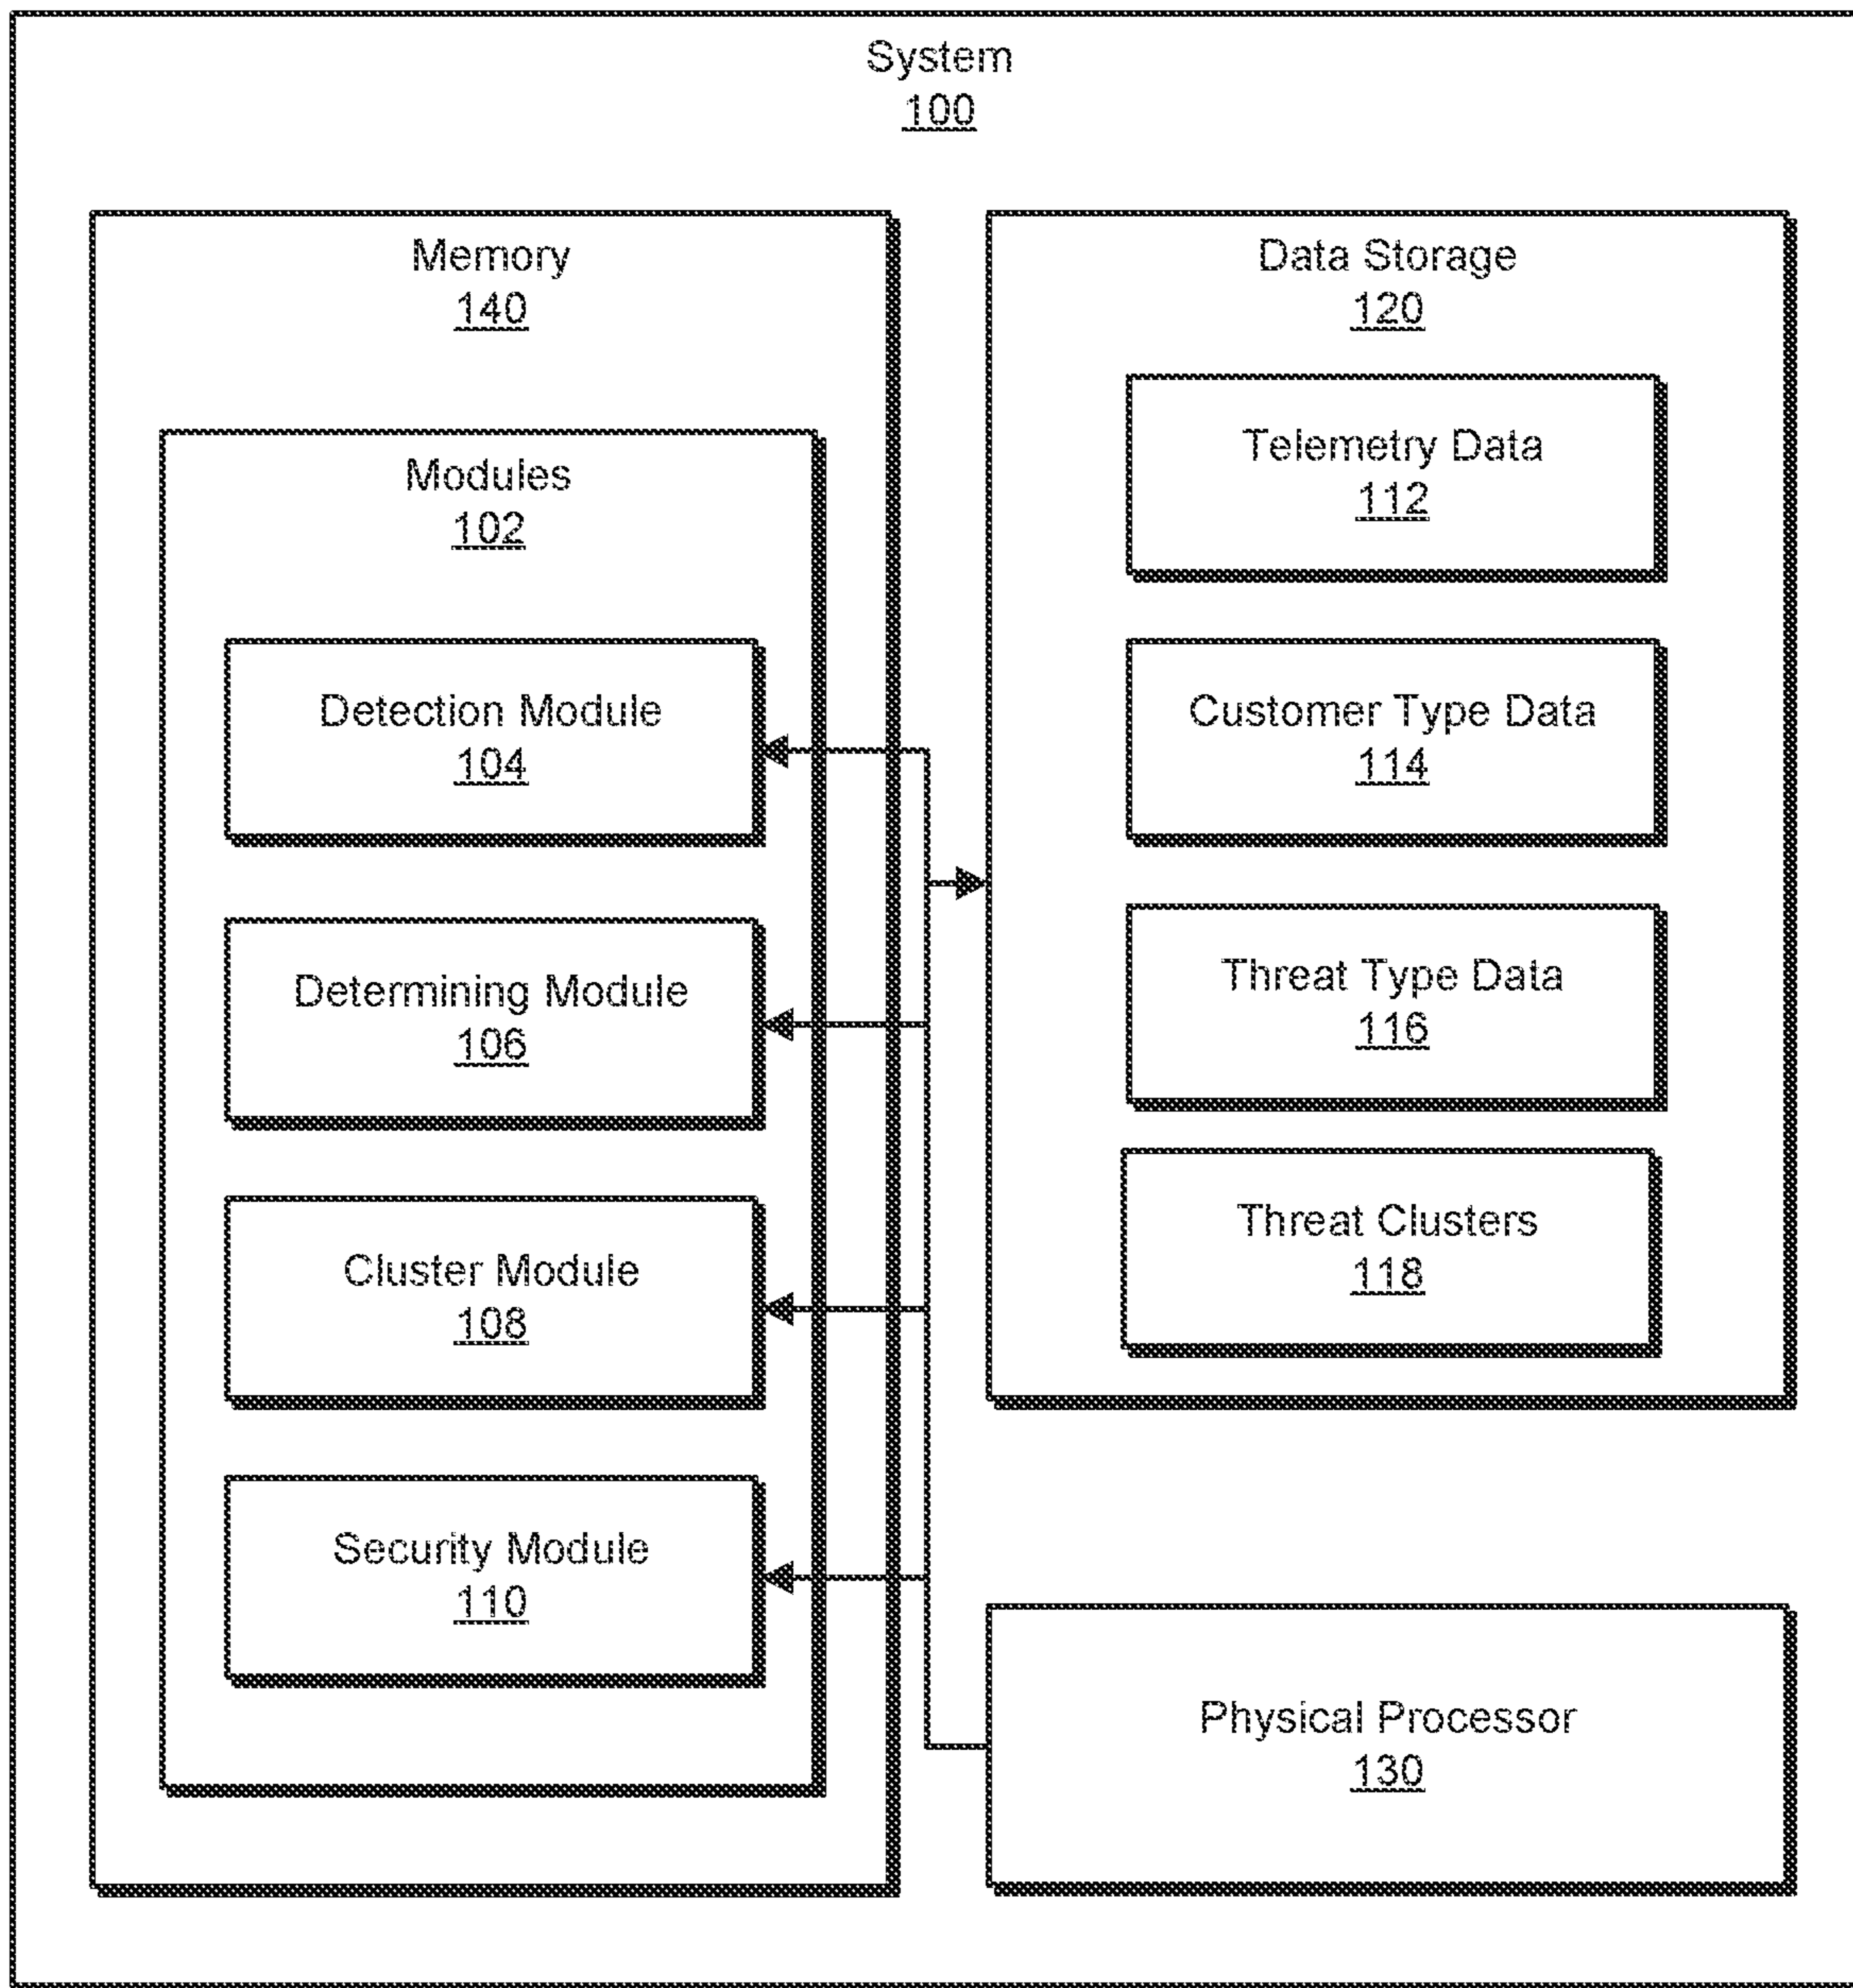 System
100
Memory
140
Modules
102
Detection Module
104
Determining Module
106
Cluster Module
108
Security Module
110
Data Storage
120
Telemetry Data
112
Customer Type Data
114
Threat Type Data
116
Threat Clusters
118
Physical Processor
130